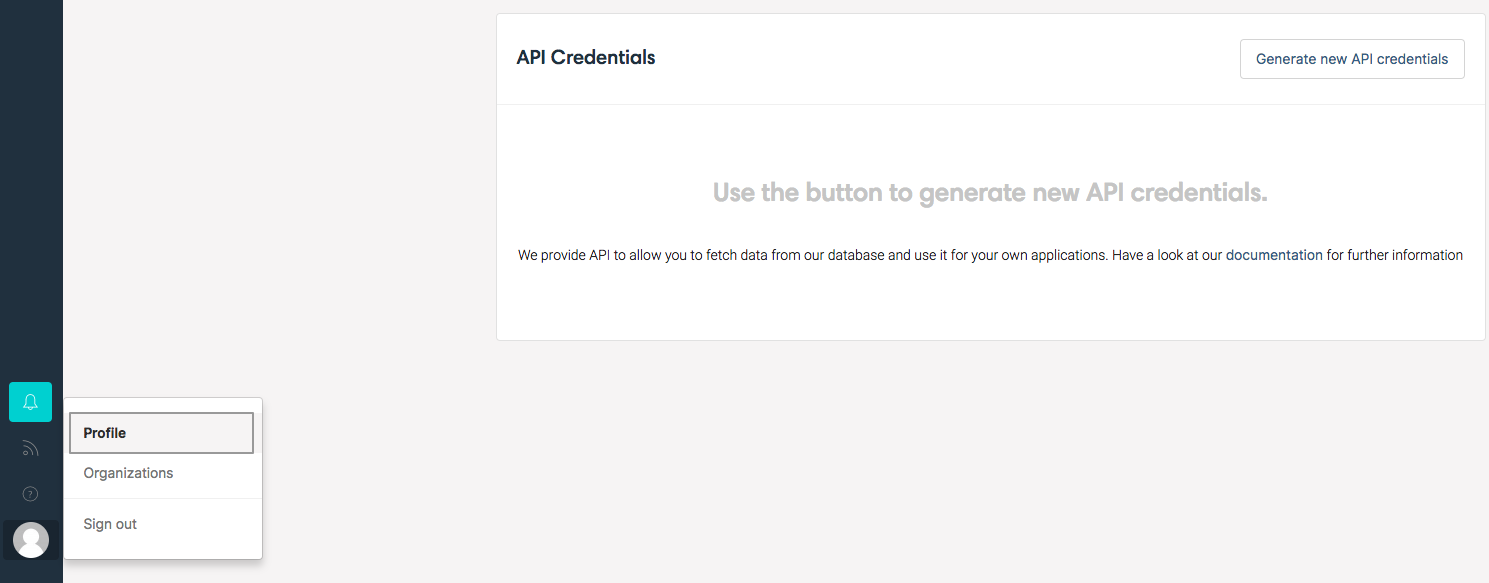 API Credentials
Generate new API credentials
Use the button to generate new API credentials.
We provide API to allow you to fetch data from our database and use it for your own applications. Have a look at our documentation for further information
Profile
Organizations
?
Sign out